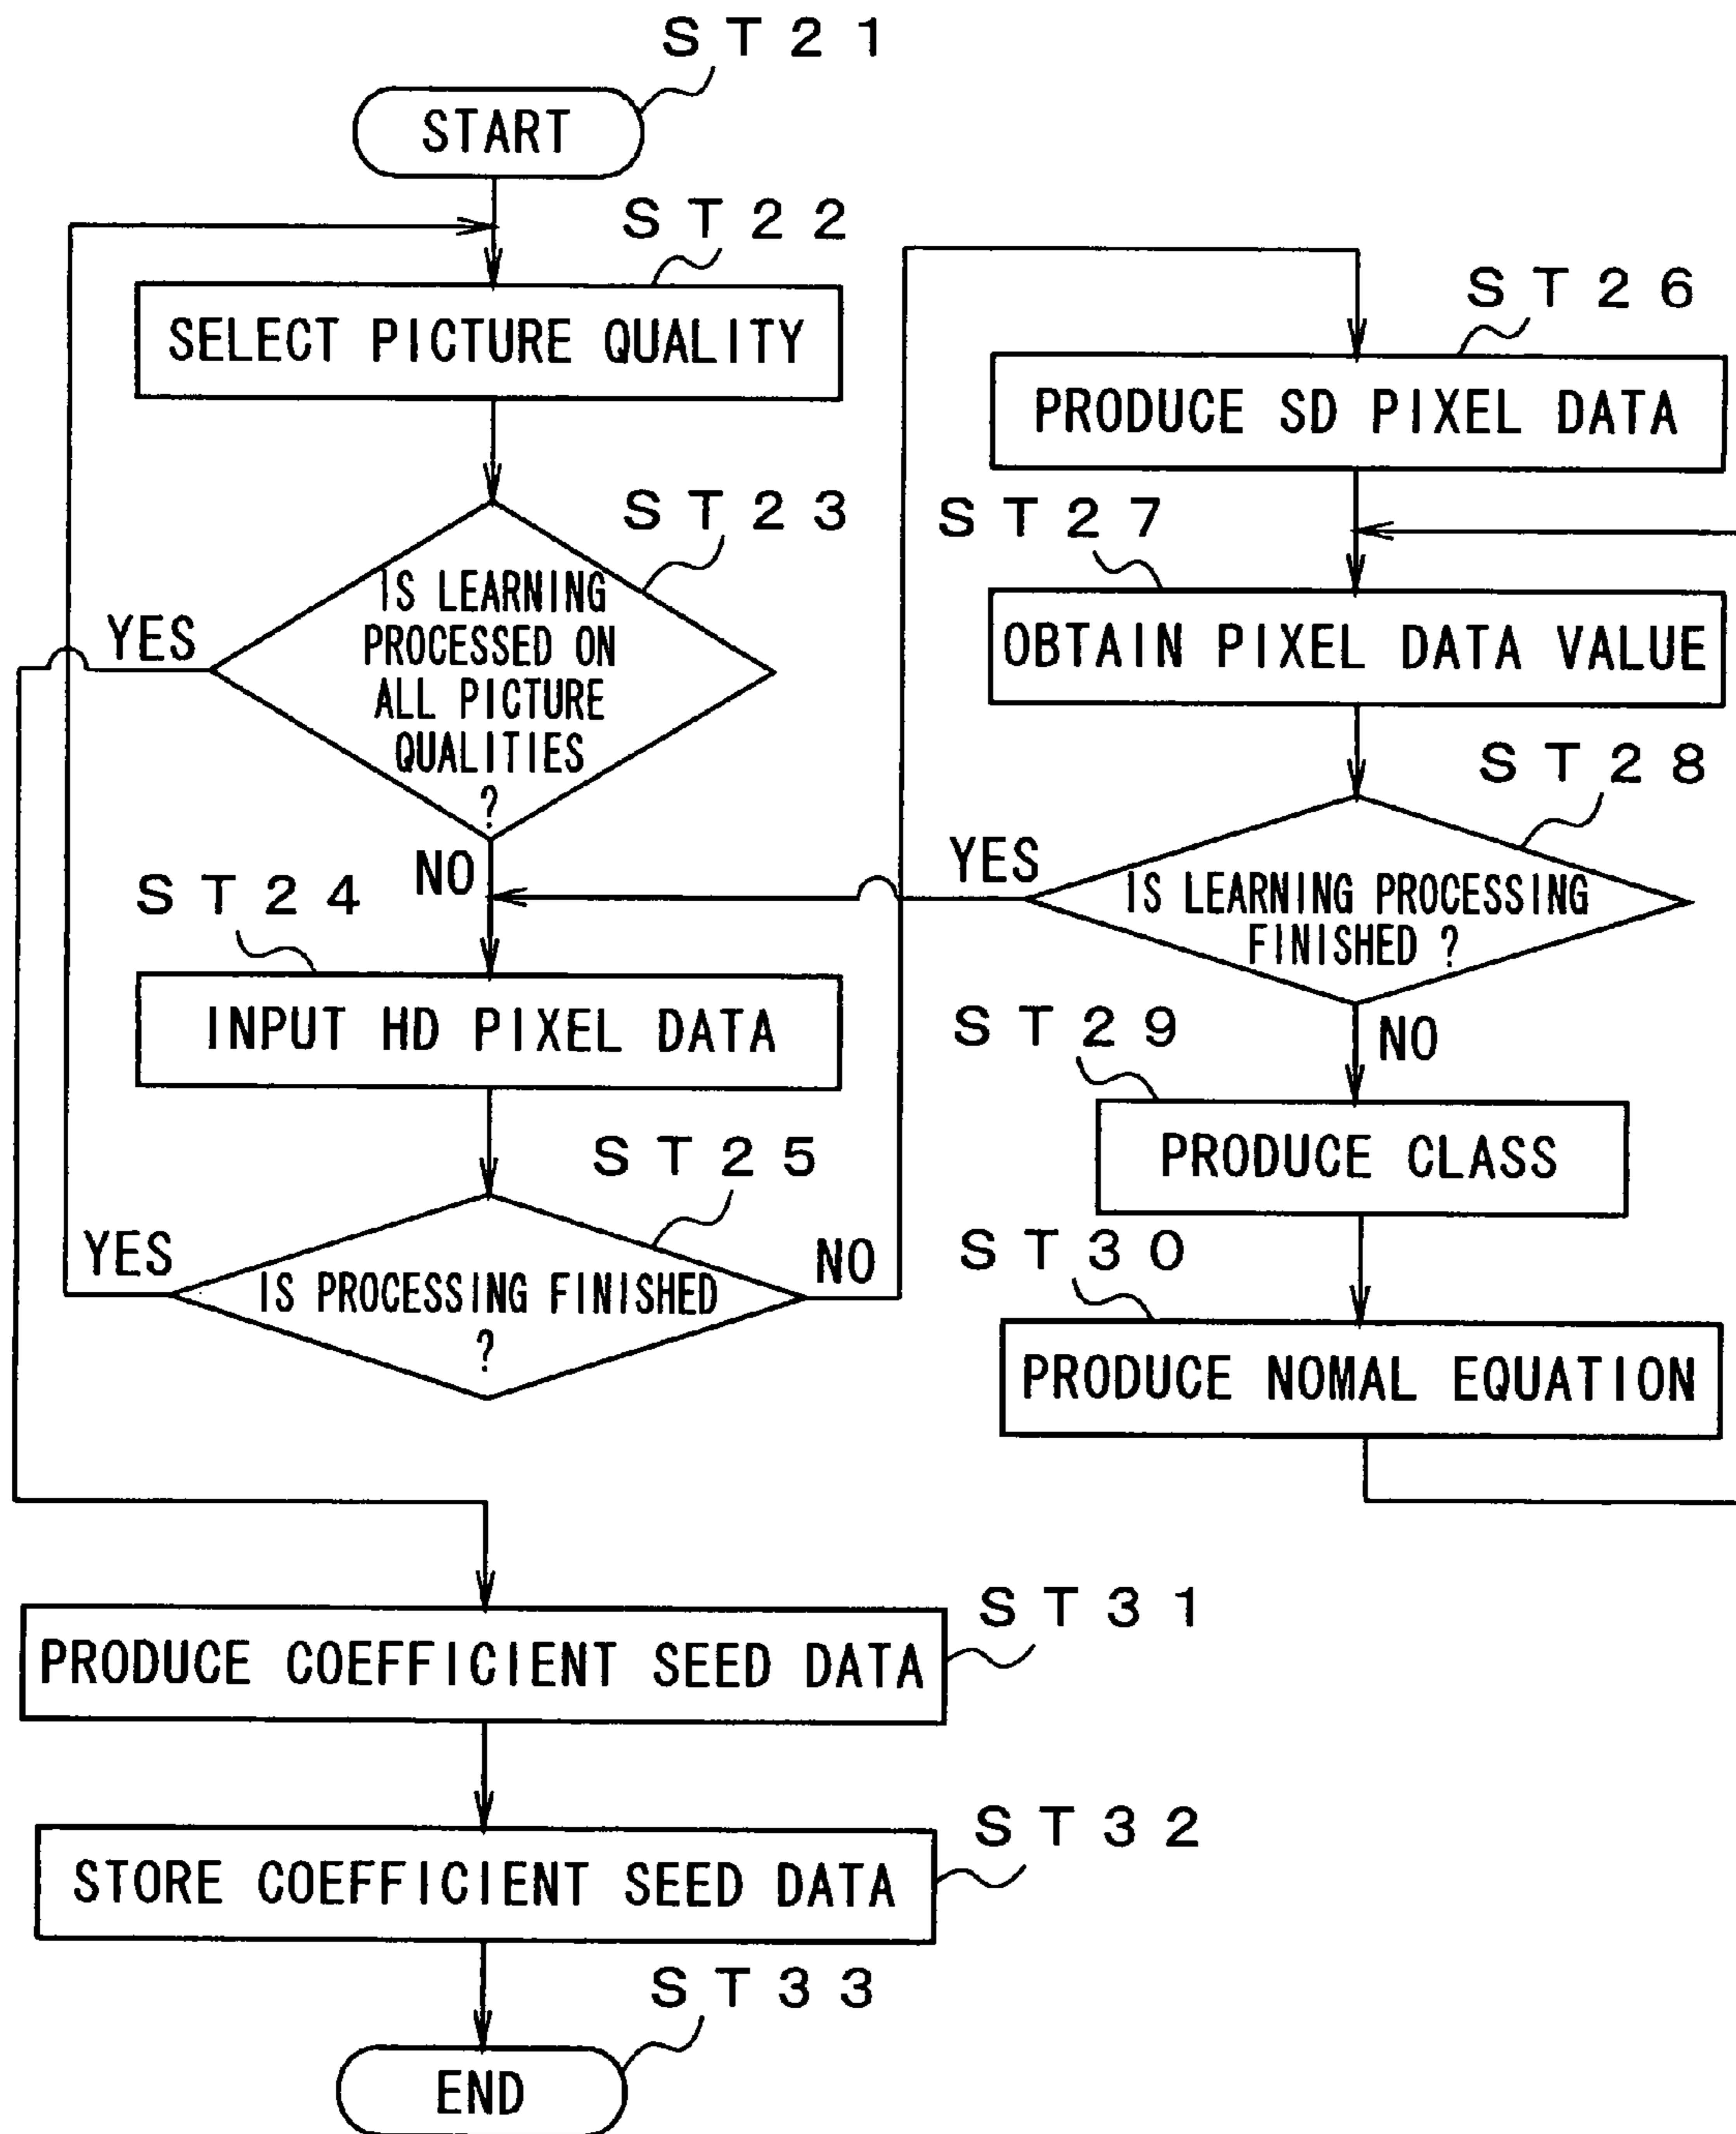 ST21
START
ST22
SELECT PICTURE QUALITY
ST23
IS LEARNING
PROCESSED ON
ALL PICTURE
QUALITIES
?
YES
NO
ST24
INPUT HD PIXEL DATA
ST25
IS PROCESSING FINISHED
?
YES
NO
ST26
PRODUCE SD PIXEL DATA
ST27
OBTAIN PIXEL DATA VALUE
ST28
IS LEARNING PROCESSING
FINISHED ?
YES
NO
ST29
PRODUCE CLASS
ST30
PRODUCE NOMAL EQUATION
ST31
PRODUCE COEFFICIENT SEED DATA
ST32
STORE COEFFICIENT SEED DATA
ST33
END